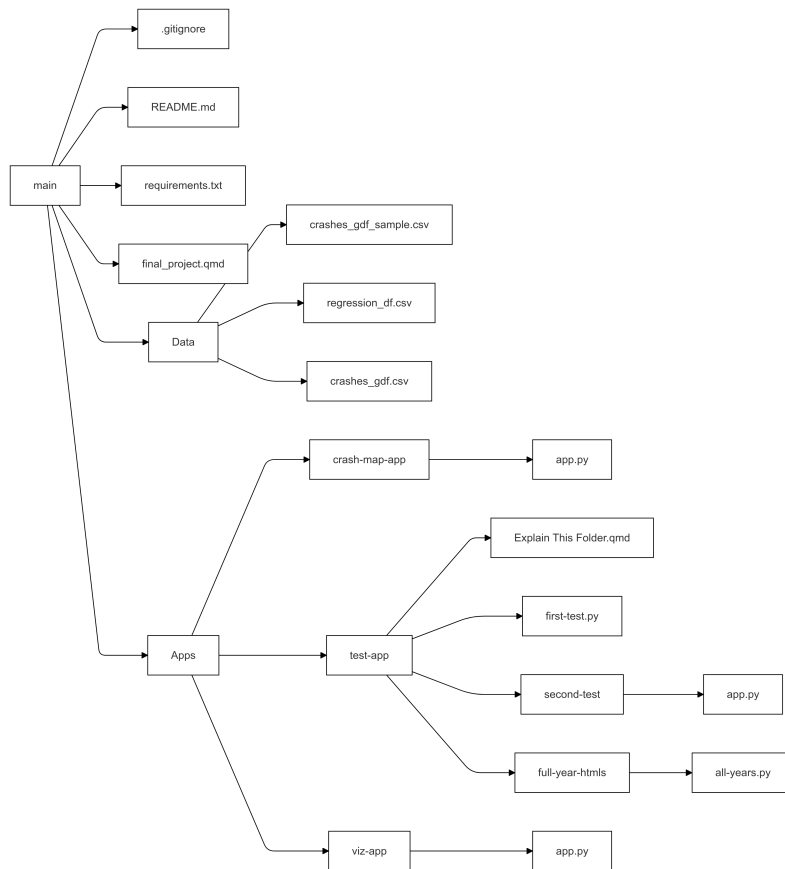 .gitignore
README.md
main
requirements.txt
crashes_gdf_sample.csv
final_project.qmd
regression_df.csv
Data
crashes_gdf.csv
crash-map-app
app.py
Explain This Folder.qmd
first-test.py
Apps
test-app
second-test
app.py
full-year-htmls
all-years.py
viz-app
app.py